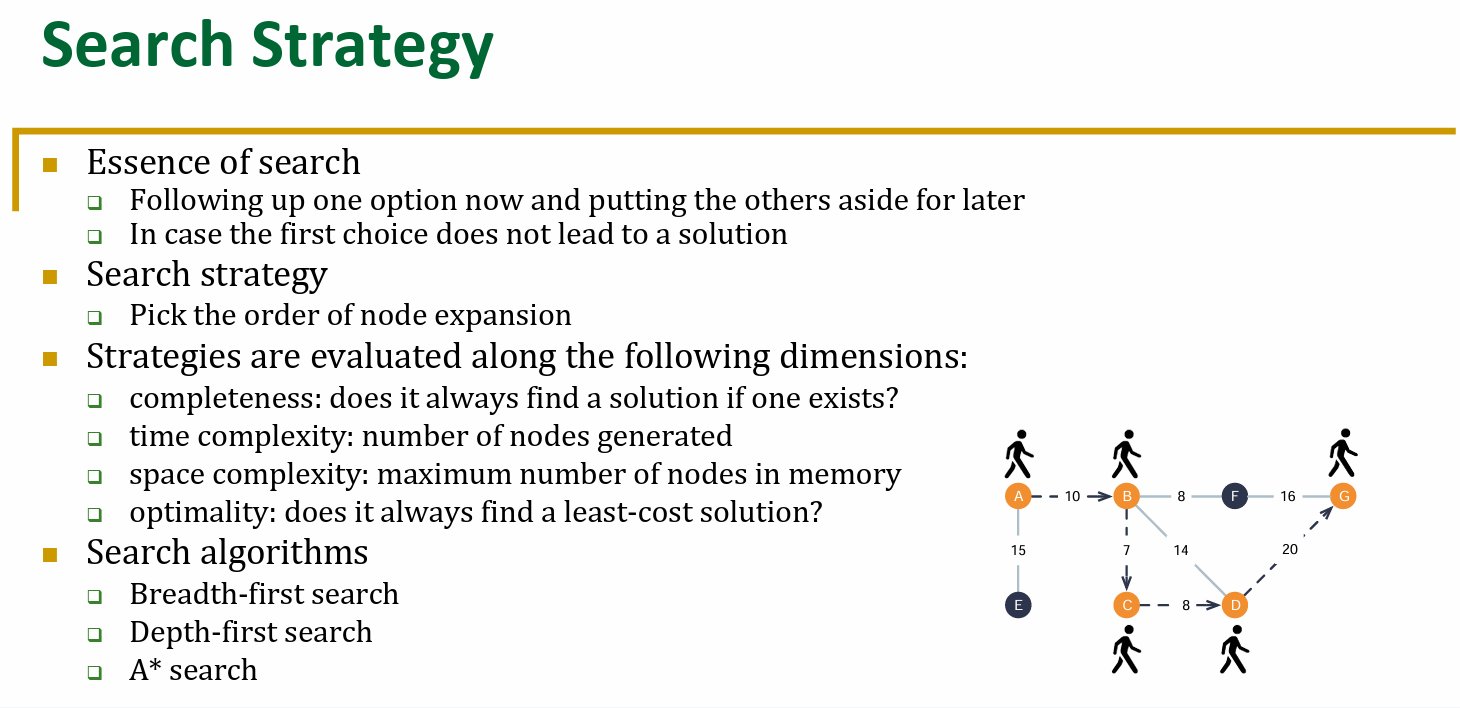 Search Strategy
Essence of search
Following up one option now and putting the others aside for later
In case the first choice does not lead to a solution
Search strategy
Pick the order of node expansion
Strategies are evaluated along the following dimensions:
completeness: does it always find a solution if one exists?
time complexity: number of nodes generated
space complexity: maximum number of nodes in memory
optimality: does it always find a least-cost solution?
Search algorithms
Breadth-first search
Depth-first search
A* search
A 10 B 8 F 16 G
15 7 14 20
E C 8 D